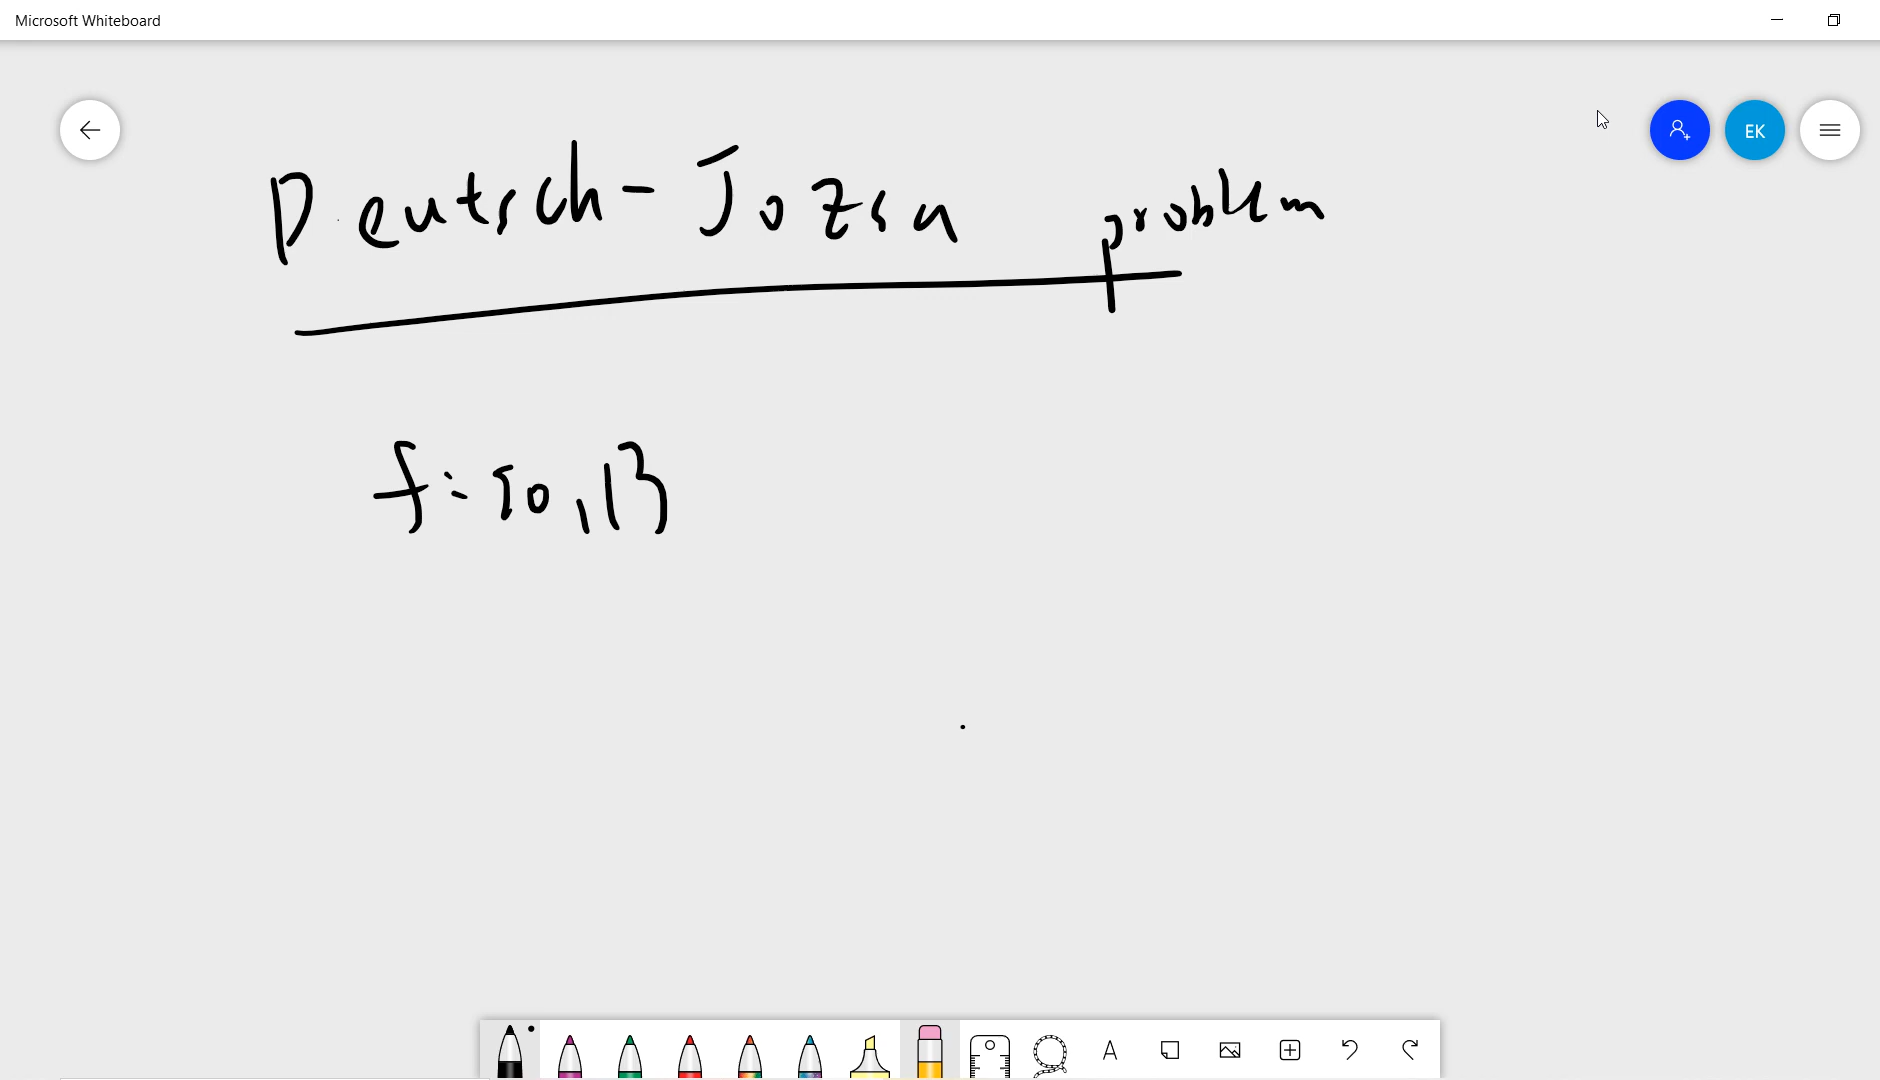 Microsoft Whiteboard
EK
Deutsch-Jozsa problem
f:{0,1}
A